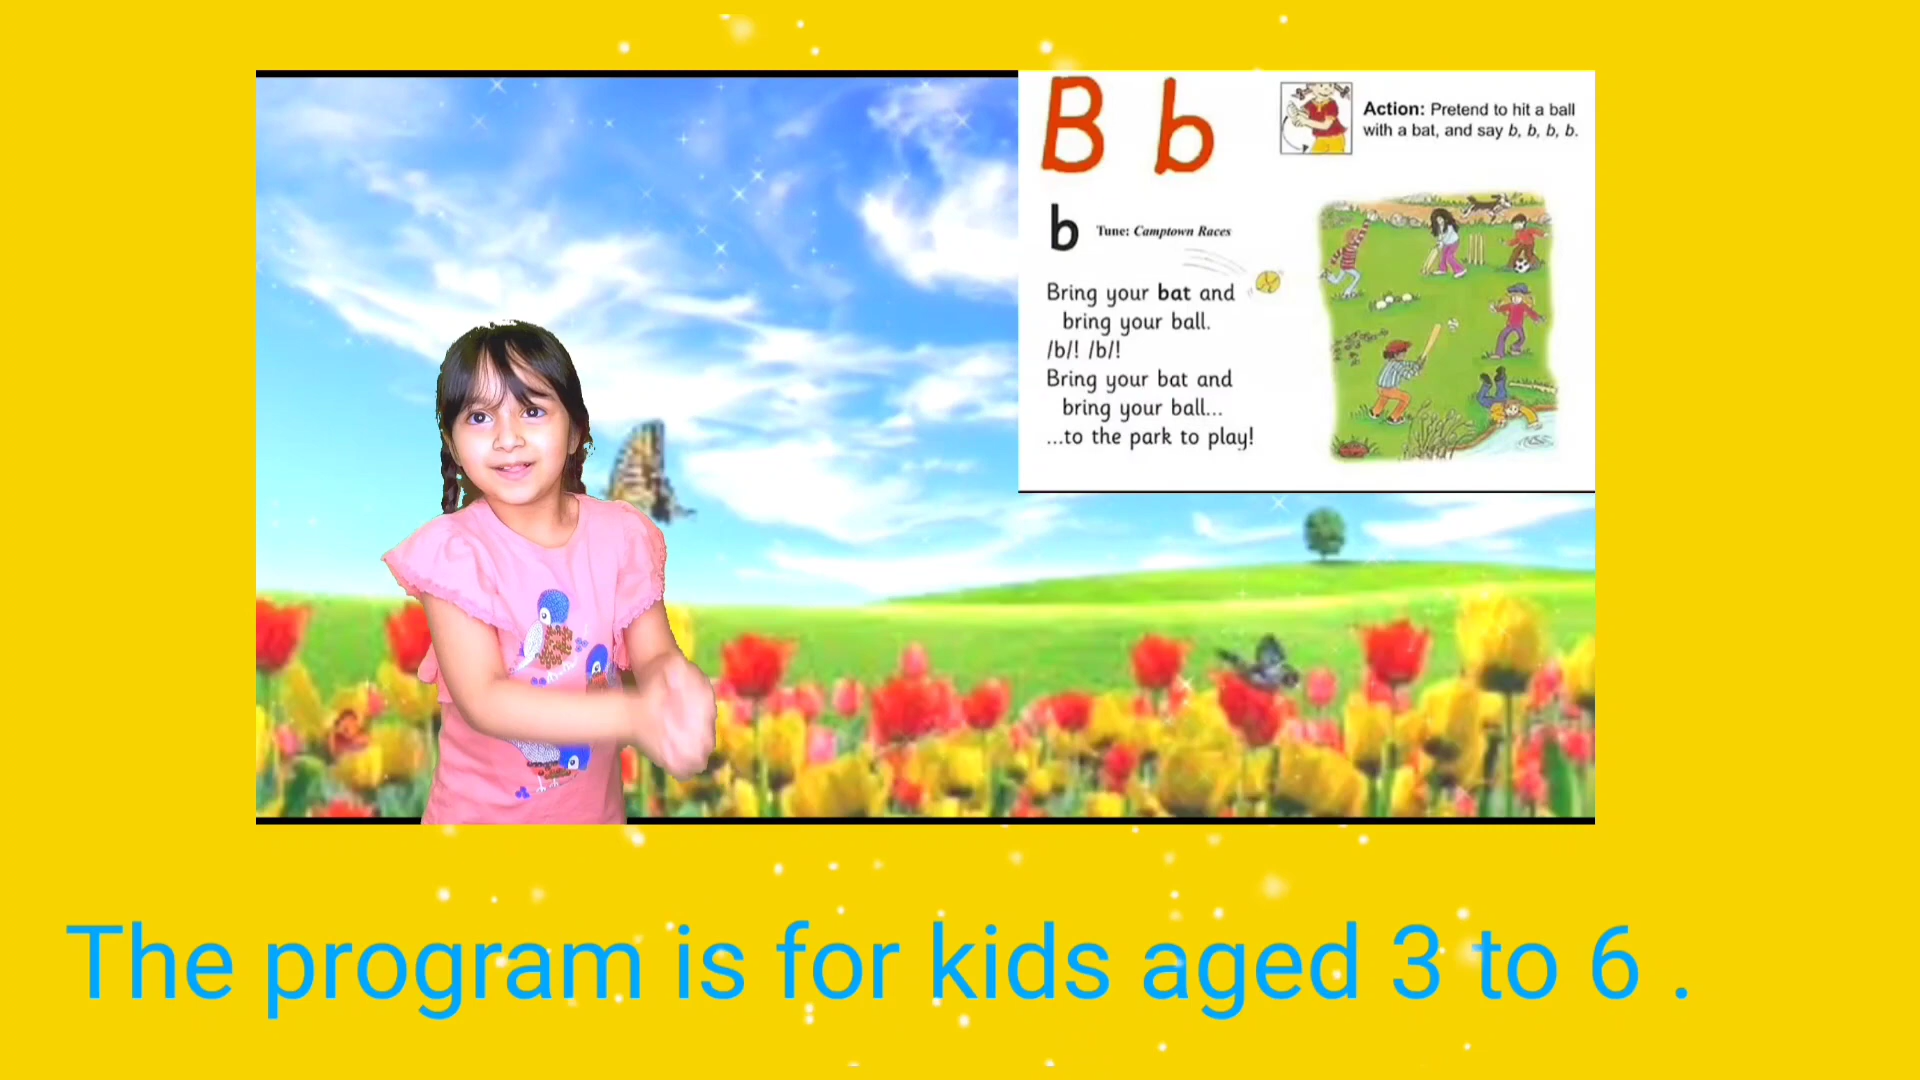 B b
Action: Pretend to hit a ball
with a bat, and say b, b, b, b.
b
Tune: Camptown Races
Bring your bat and
bring your ball.
/b/! /b/!
Bring your bat and
bring your ball...
...to the park to play!
The program is for kids aged 3 to 6 .